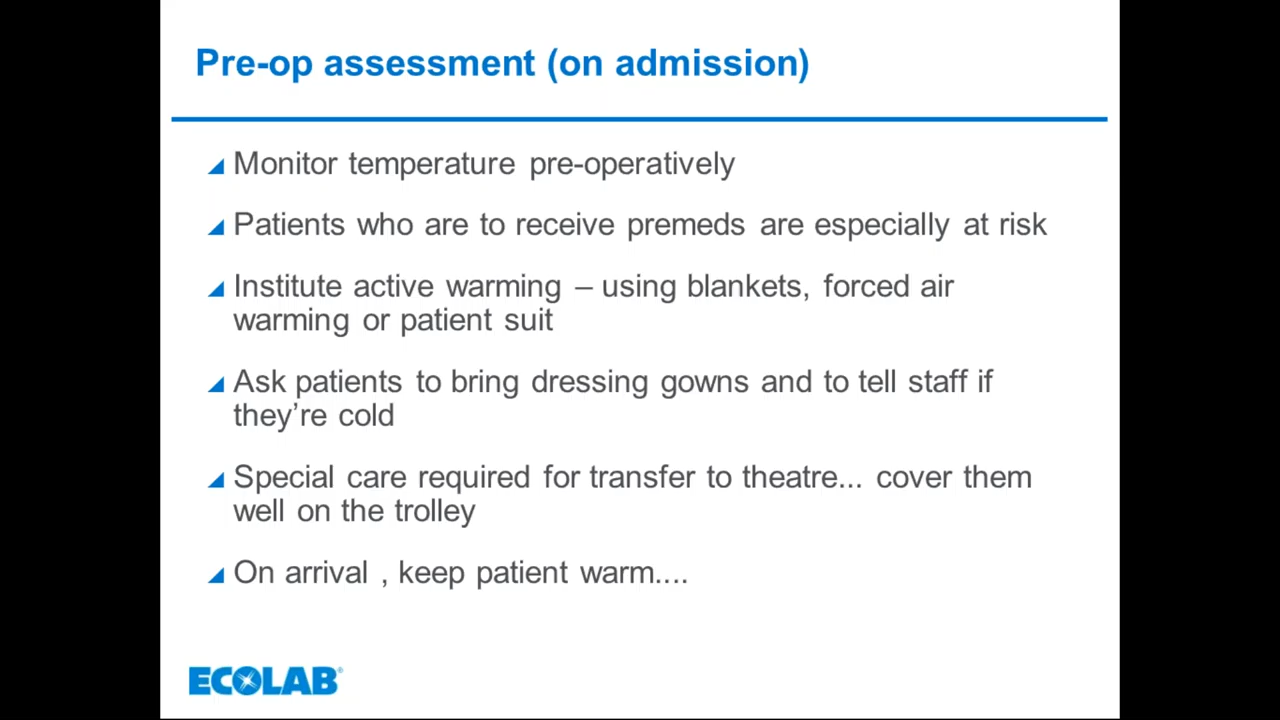 Pre-op assessment (on admission)
Monitor temperature pre-operatively
Patients who are to receive premeds are especially at risk
Institute active warming – using blankets, forced air
warming or patient suit
Ask patients to bring dressing gowns and to tell staff if
they’re cold
Special care required for transfer to theatre... cover them
well on the trolley
On arrival , keep patient warm....
ECOLAB®